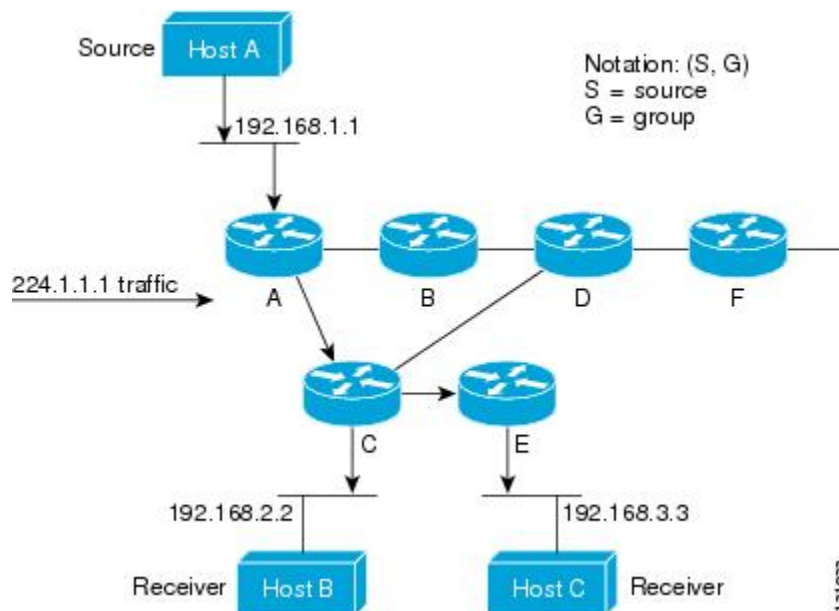 Source
Host A
Notation: (S, G)
S = source
G = group
192.168.1.1
224.1.1.1 traffic
A
B
D
F
C
E
192.168.2.2
192.168.3.3
Receiver
Host B
Host C
Receiver